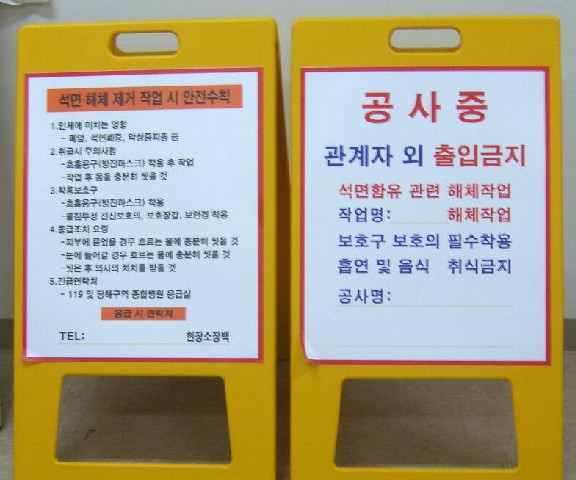 석면·해체 제거 작업 시 안전수칙
1.인체에 미치는 영향
- 폐암, 석면폐증, 악성중피종 등
2.취급시 주의사항
-호흡용구(방진마스크) 착용 후 작업
-작업 후 몸을 충분히 씻을 것
3.착용보호구
-호흡용구(방진마스크) 착용
-불침투성 전신보호의, 보호장갑, 보안경 착용
4.응급조치 요령
-피부에 묻었을 경우 흐르는 물에 충분히 씻을 것
-눈에 들어갈 경우 흐르는 물에 충분히 씻을 것
-씻은 후 의사의 처치를 받을 것
5.긴급연락처
- 119 및 당해구역 종합병원 응급실
응급 시 연락처
TEL: 현장소장백
공 사 중
관계자 외 출입금지
석면함유 관련 해체작업
작업명: 해체작업
보호구 보호의 필수착용
흡연 및 음식 취식금지
공사명: